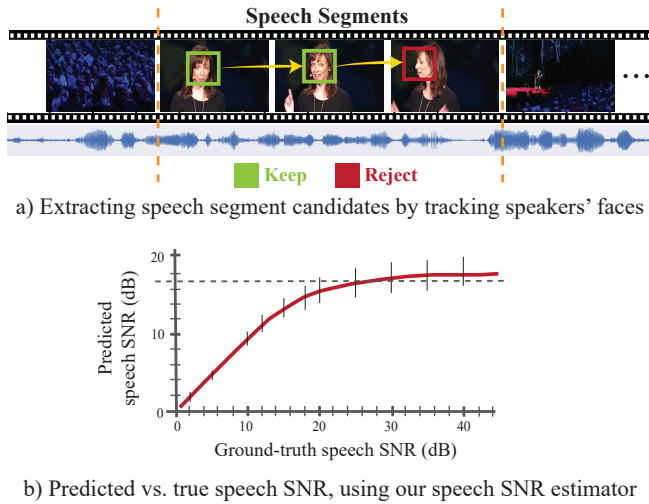 Speech Segments
...
Keep
Reject
a) Extracting speech segment candidates by tracking speakers' faces
20
10
0
Predicted
speech SNR (dB)
0
10
20
30
40
Ground-truth speech SNR (dB)
b) Predicted vs. true speech SNR, using our speech SNR estimator